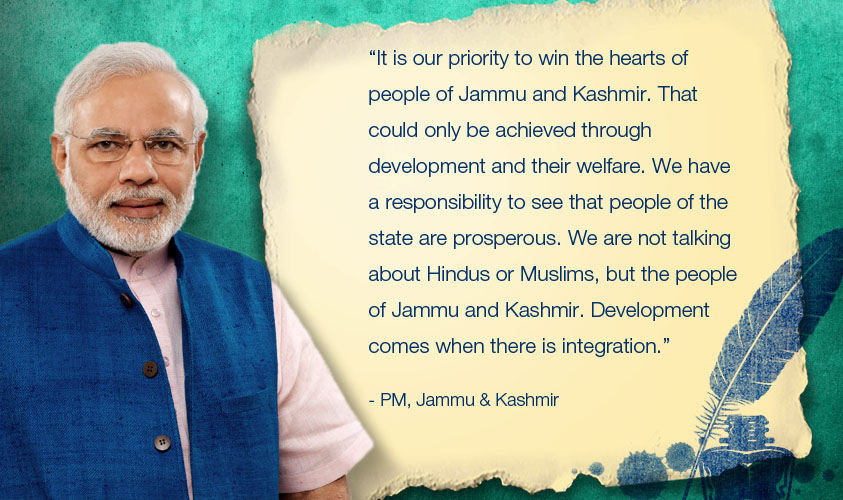 “It is our priority to win the hearts of
people of Jammu and Kashmir. That
could only be achieved through
development and their welfare. We have
a responsibility to see that people of the
state are prosperous. We are not talking
about Hindus or Muslims, but the people
of Jammu and Kashmir. Development
comes when there is integration.”
- PM, Jammu & Kashmir